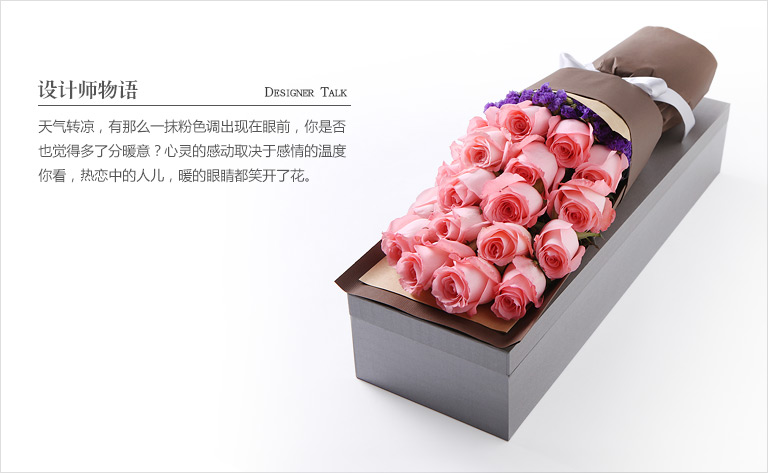 设计师物语 DESIGNER TALK
天气转凉，有那么一抹粉色调出现在眼前，你是否
也觉得多了分暖意？心灵的感动取决于感情的温度
你看，热恋中的人儿，暖的眼睛都笑开了花。